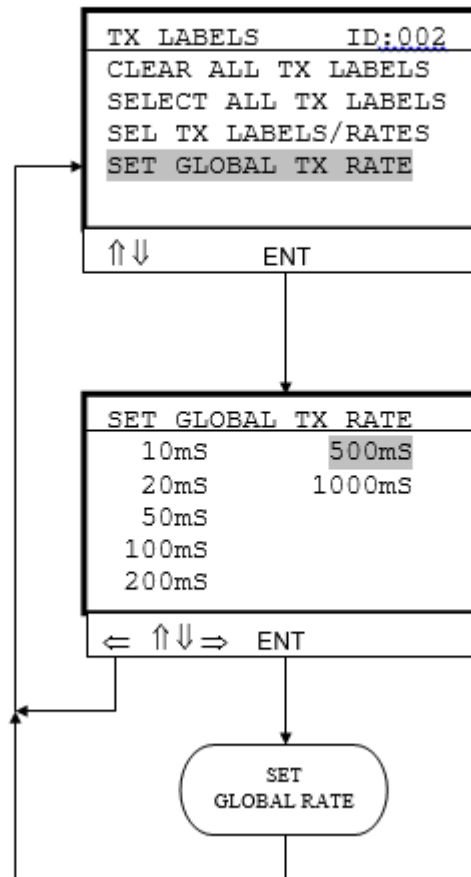 TX LABELS ID:002
CLEAR ALL TX LABELS
SELECT ALL TX LABELS
SEL TX LABELS/RATES
SET GLOBAL TX RATE
⇑⇓ ENT
SET GLOBAL TX RATE
10mS 500mS
20mS 1000mS
50mS
100mS
200mS
⇐ ⇑⇓⇒ ENT
SET
GLOBAL RATE